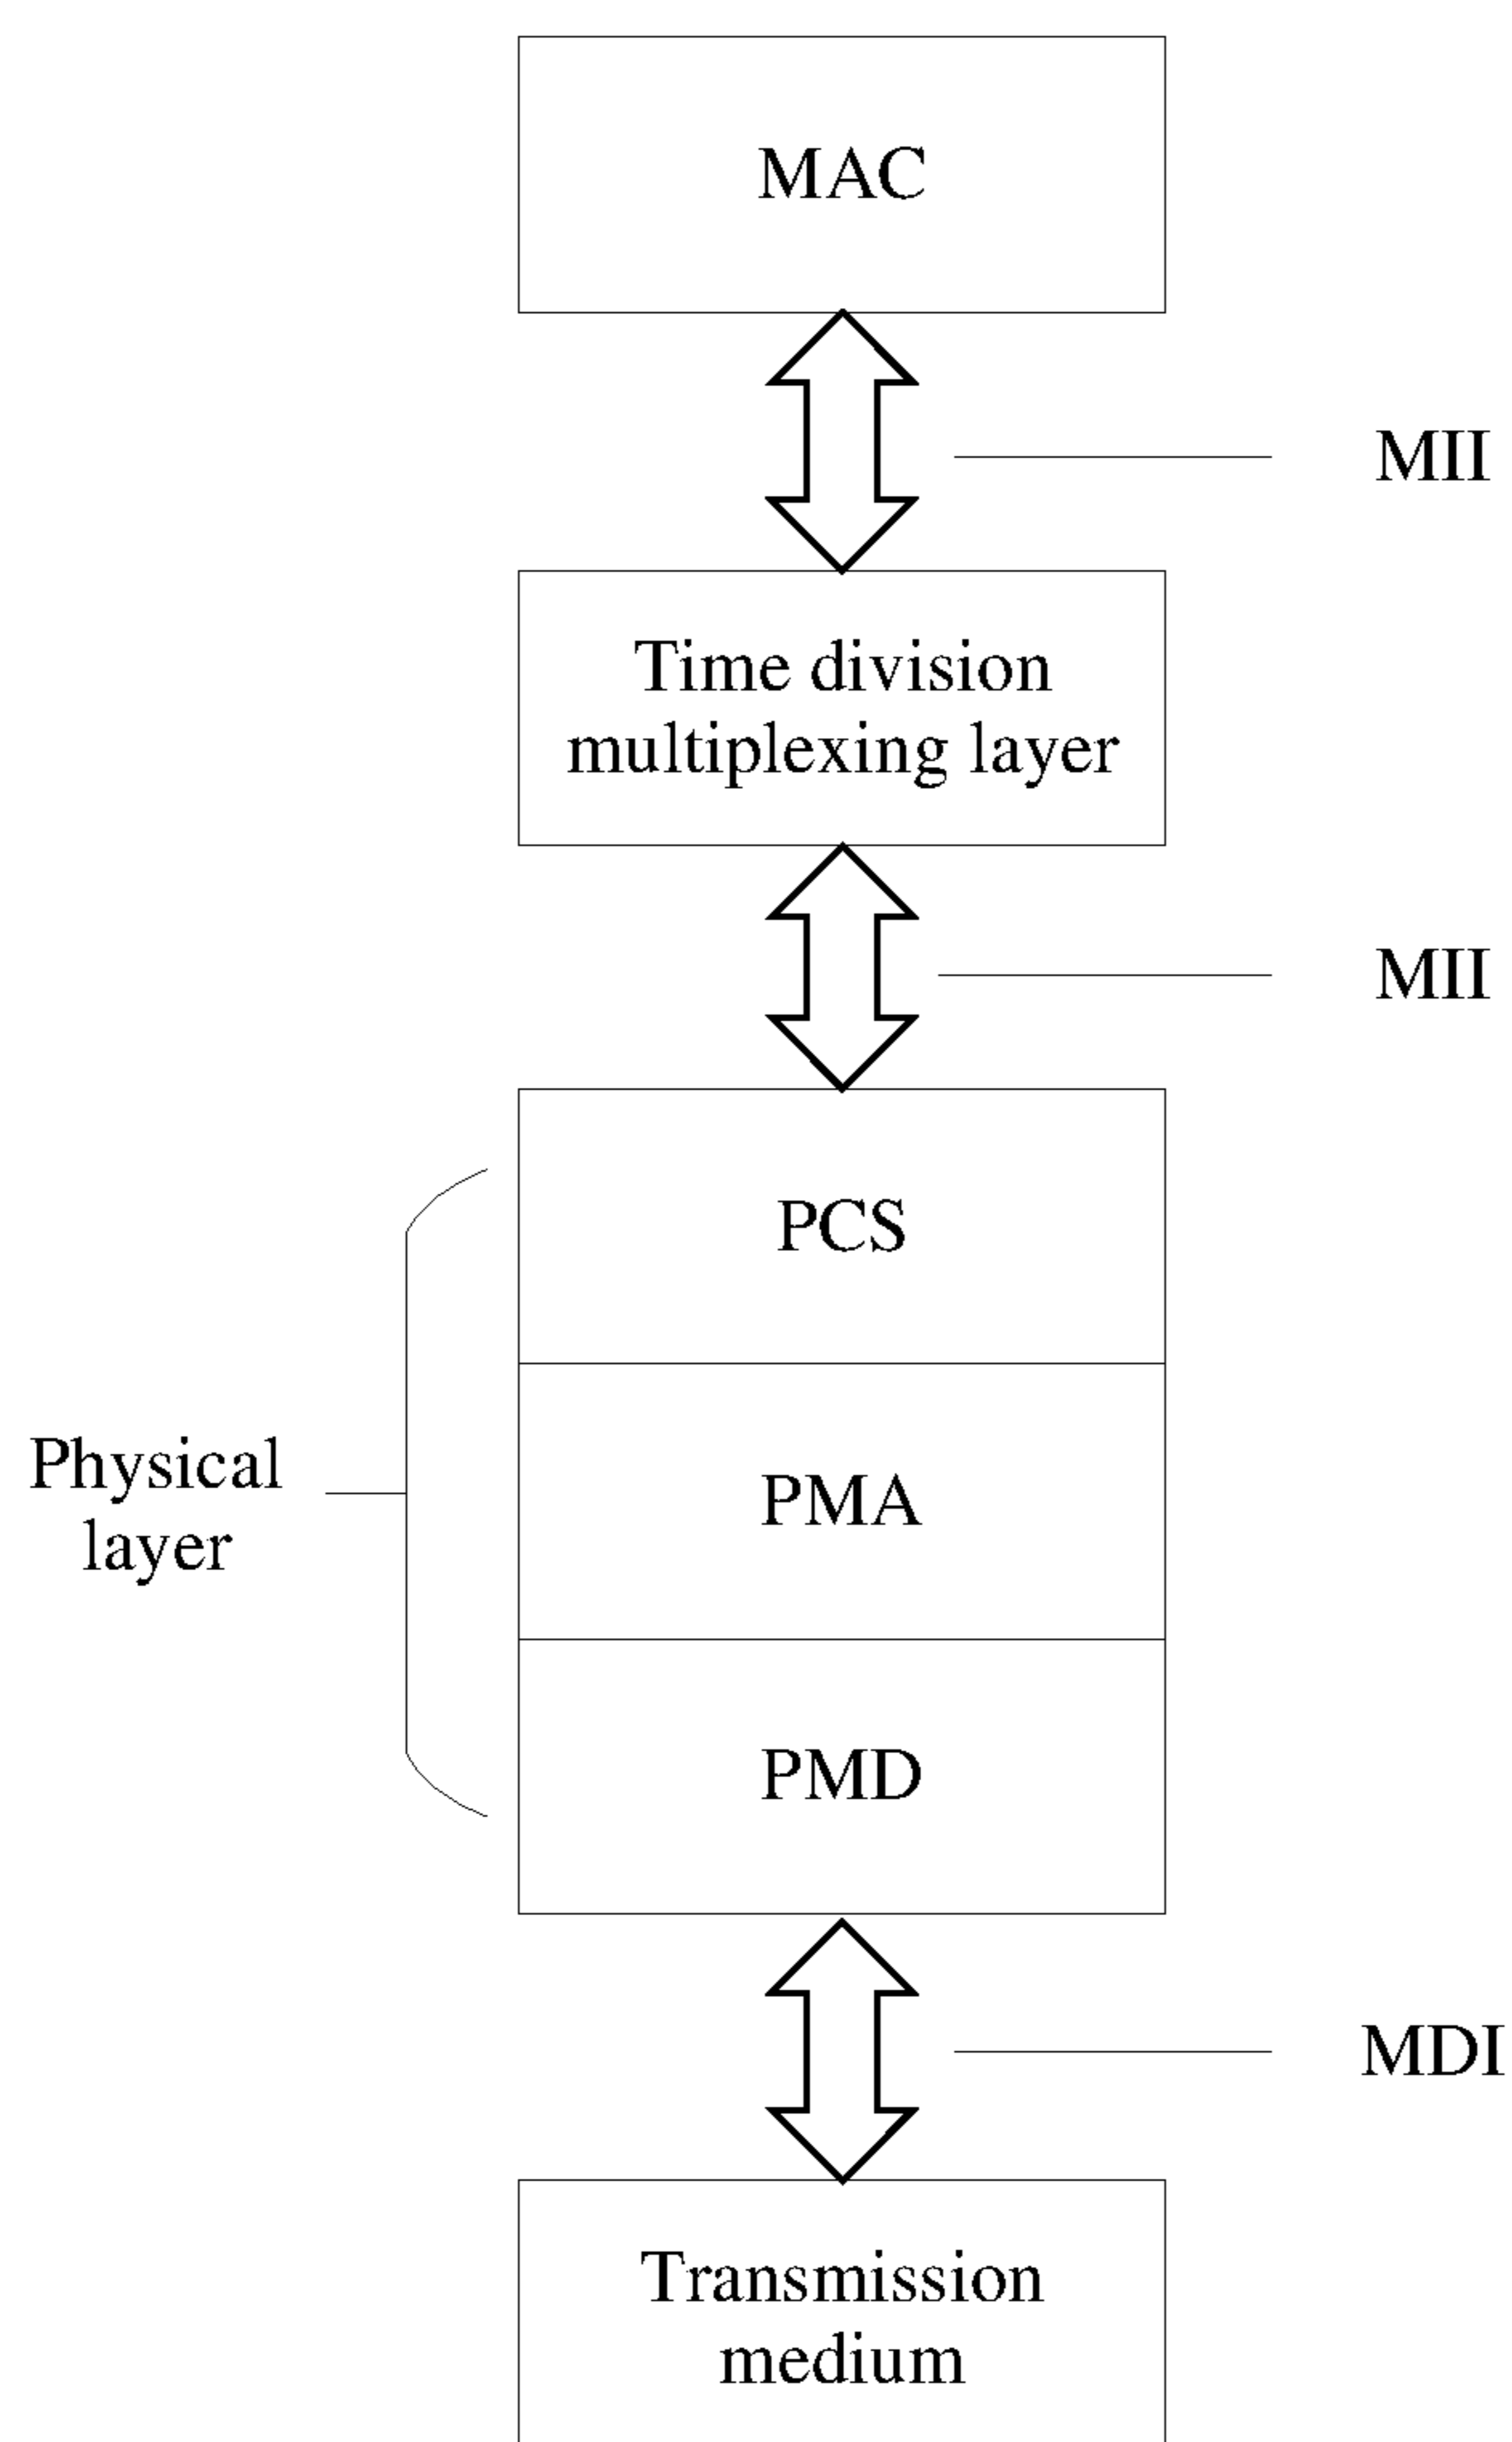 MAC
MII
Time division
multiplexing layer
MII
PCS
Physical
layer
PMA
PMD
MDI
Transmission
medium